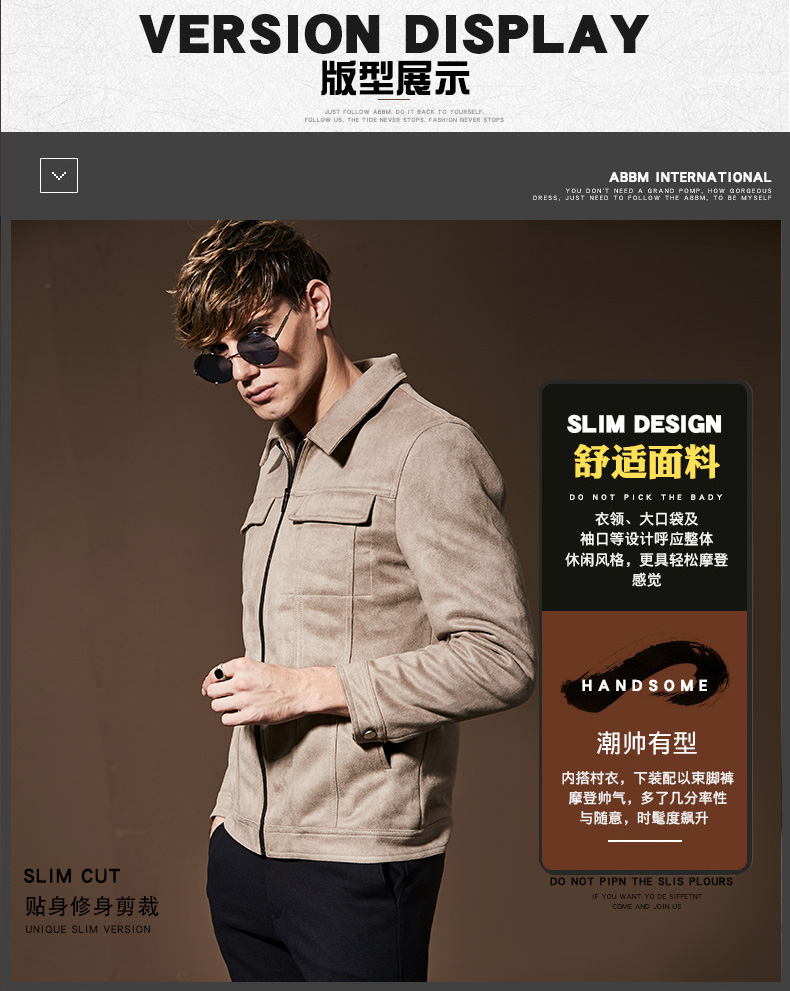 VERSION DISPLAY
版型展示
JUST FOLLOW ABBM, DO IT BACK TO YOURSELF.
FOLLOW US, THE TIDE NEVER STOPS, FASHION NEVER STOPS
ABBM INTERNATIONAL
YOU DON'T NEED A GRAND POMP, HOW GORGEOUS
DRESS, JUST NEED TO FOLLOW THE ABBM, TO BE MYSELF
SLIM DESIGN
舒适面料
DO NOT PICK THE BADY
衣领、大口袋及
袖口等设计呼应整体
休闲风格，更具轻松摩登
感觉
HANDSOME
潮帅有型
内搭村衣，下装配以束脚裤
摩登帅气，多了几分率性
与随意，时髦度飙升
DO NOT PIPN THE SLIS PLOURS
IF YOU WANT YO DE SIFFETNT
COME AND JOIN US
SLIM CUT
贴身修身剪裁
UNIQUE SLIM VERSION